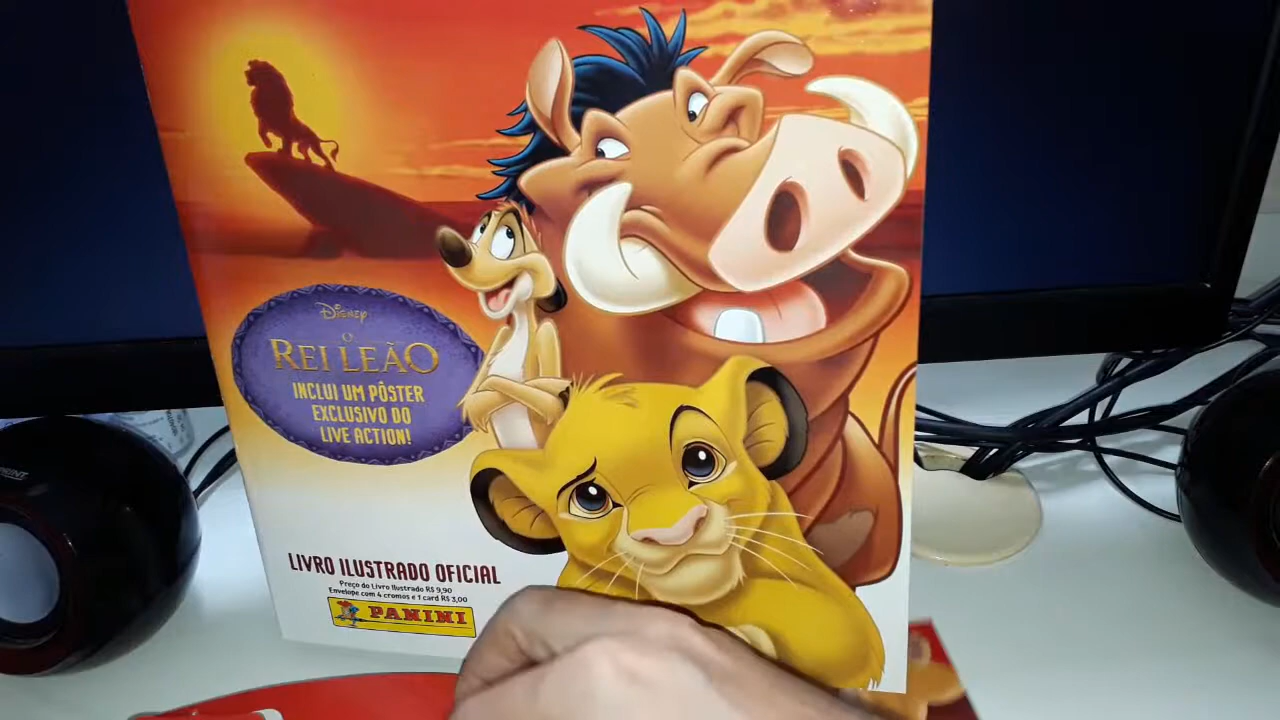 Disney
O
REI LEÃO
INCLUI UM PÔSTER
EXCLUSIVO DO
LIVE ACTION!
LIVRO ILUSTRADO OFICIAL
Preço do Livro Ilustrado R$ 9,90
Envelope com 4 cromos e 1 card R$ 3,00
PANINI